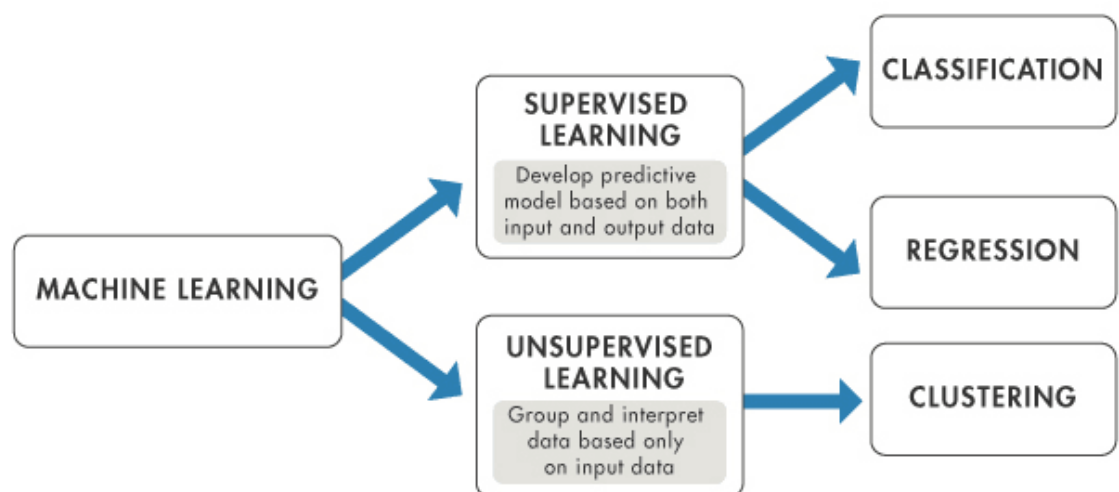 MACHINE LEARNING
SUPERVISED
LEARNING
Develop predictive
model based on both
input and output data
UNSUPERVISED
LEARNING
Group and interpret
data based only
on input data
CLASSIFICATION
REGRESSION
CLUSTERING